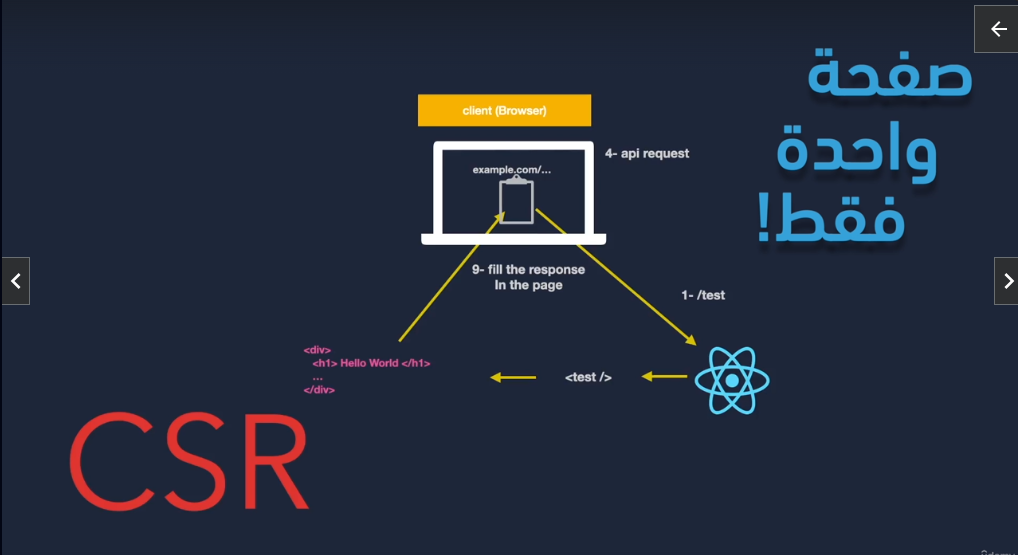 صفحة
واحدة
فقط!
client (Browser)
4- api request
example.com/...
9- fill the response
In the page
1- /test
<div>
<h1> Hello World </h1>
...
</div>
<test />
CSR